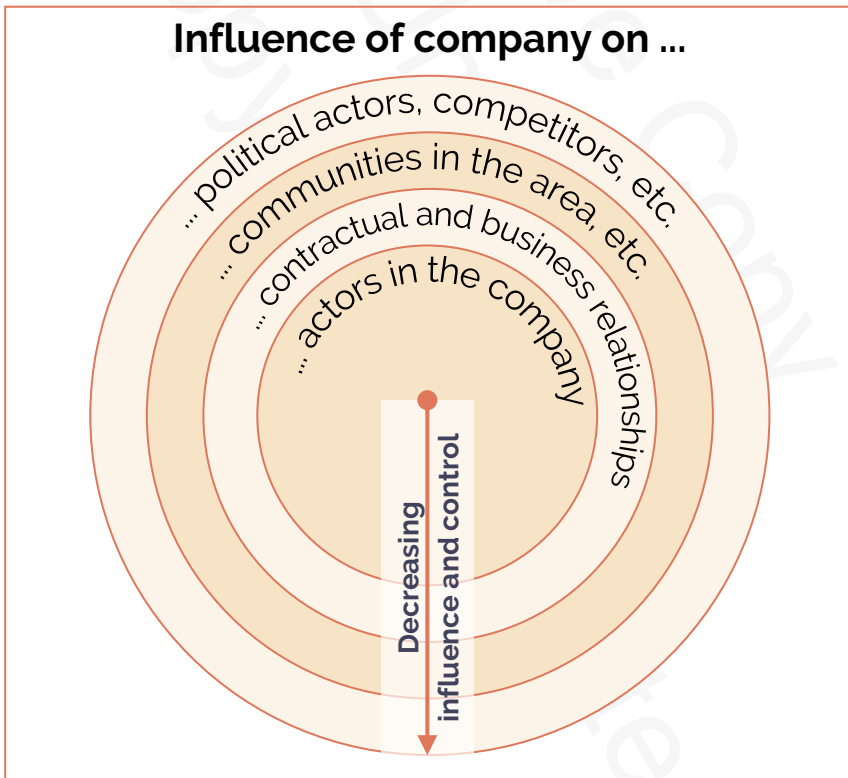 Influence of company on ...
... political actors, competitors, etc.
... communities in the area, etc.
... contractual and business relationships
... actors in the company
Decreasing
influence and control
Copy